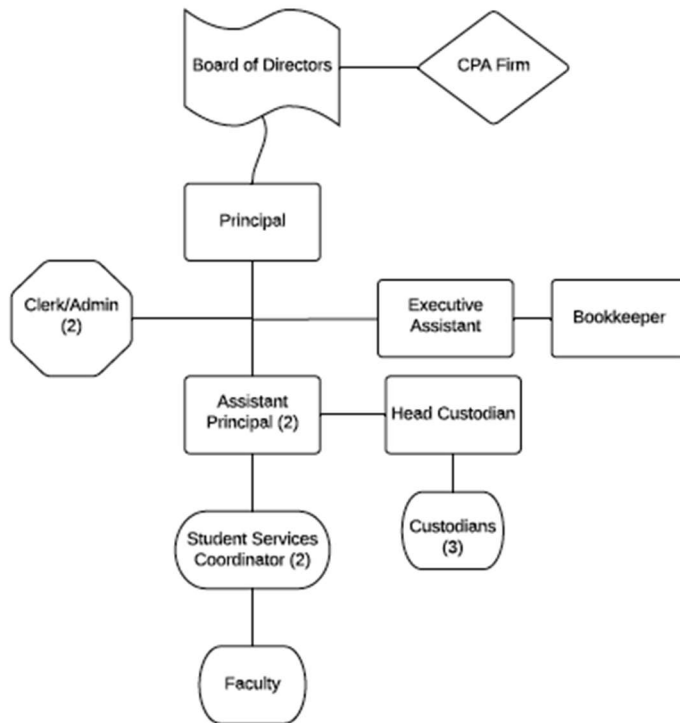 Board of Directors
CPA Firm
Principal
Clerk/Admin
(2)
Executive
Assistant
Bookkeeper
Assistant
Principal (2)
Head Custodian
Student Services
Coordinator (2)
Custodians
(3)
Faculty